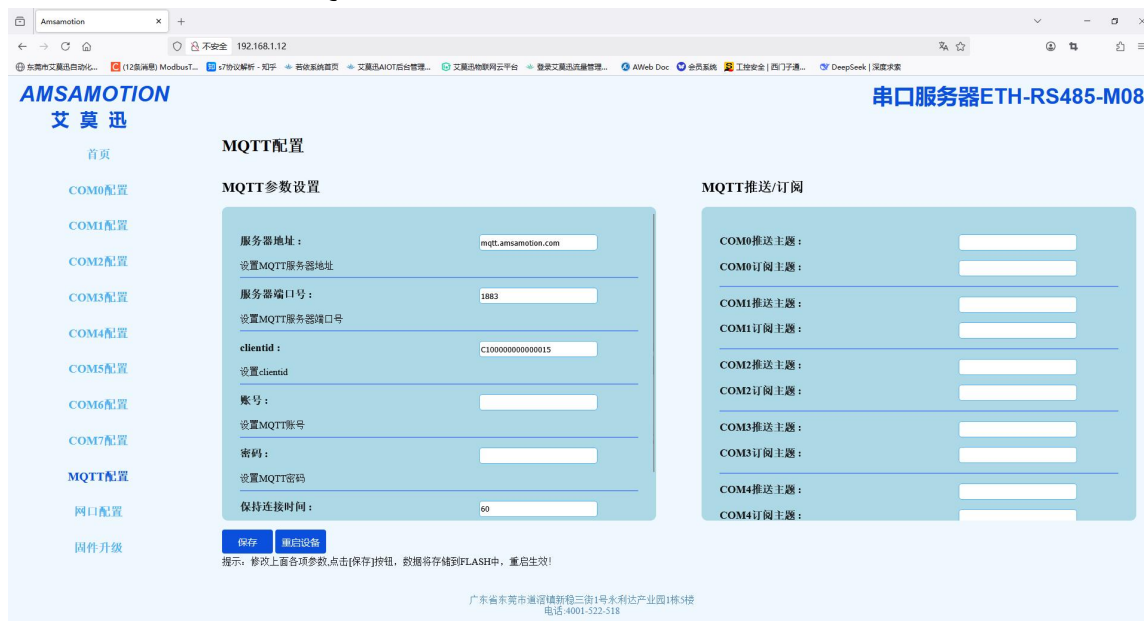 Amsamotion
不安全 192.168.1.12
东莞市艾莫迅自动化... (12条消息) ModbusT... s7协议解析 - 知乎 若依系统首页 艾莫迅AIOT后台管理... 艾莫迅物联网云平台 登录艾莫迅流量管理... AWeb Doc 会员系统 工控安全 | 西门子通... DeepSeek | 深度求索
AMSAMOTION
艾莫迅
串口服务器ETH-RS485-M08
首页
COM0配置
COM1配置
COM2配置
COM3配置
COM4配置
COM5配置
COM6配置
COM7配置
MQTT配置
网口配置
固件升级
MQTT配置
MQTT参数设置
服务器地址： mqtt.amsamotion.com
设置MQTT服务器地址
服务器端口号： 1883
设置MQTT服务器端口号
clientid： C100000000000015
设置clientid
账号：
设置MQTT账号
密码：
设置MQTT密码
保持连接时间： 60
MQTT推送/订阅
COM0推送主题：
COM0订阅主题：
COM1推送主题：
COM1订阅主题：
COM2推送主题：
COM2订阅主题：
COM3推送主题：
COM3订阅主题：
COM4推送主题：
COM4订阅主题：
保存 重启设备
提示：修改上面各项参数,点击[保存]按钮，数据将存储到FLASH中，重启生效!
广东省东莞市道滘镇新稳三街1号永利达产业园1栋5楼
电话:4001-522-518